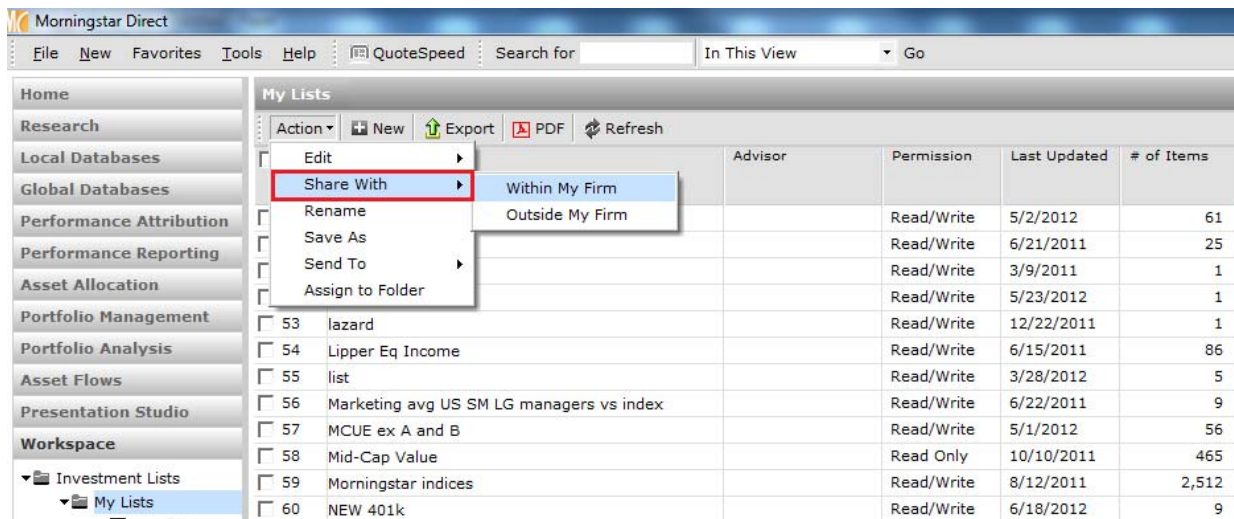 Morningstar Direct
File New Favorites Tools Help QuoteSpeed Search for In This View Go
Home
Research
Local Databases
Global Databases
Performance Attribution
Performance Reporting
Asset Allocation
Portfolio Management
Portfolio Analysis
Asset Flows
Presentation Studio
Workspace
Investment Lists
My Lists
My Lists
Action New Export PDF Refresh
Advisor Permission Last Updated # of Items
Edit
Share With
Rename
Save As
Send To
Assign to Folder
Within My Firm
Outside My Firm
Read/Write 5/2/2012 61
Read/Write 6/21/2011 25
Read/Write 3/9/2011 1
Read/Write 5/23/2012 1
53 lazard Read/Write 12/22/2011 1
54 Lipper Eq Income Read/Write 6/15/2011 86
55 list Read/Write 3/28/2012 5
56 Marketing avg US SM LG managers vs index Read/Write 6/22/2011 9
57 MCUE ex A and B Read/Write 5/1/2012 56
58 Mid-Cap Value Read Only 10/10/2011 465
59 Morningstar indices Read/Write 8/12/2011 2,512
60 NEW 401k Read/Write 6/18/2012 9